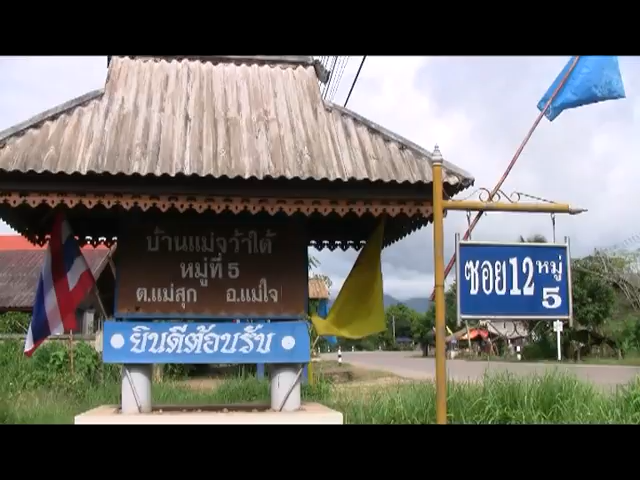 บ้านแม่จว้าใต้
หมู่ที่ 5
ต.แม่สุก อ.แม่ใจ
ยินดีต้อนรับ
ซอย 12 หมู่ 5